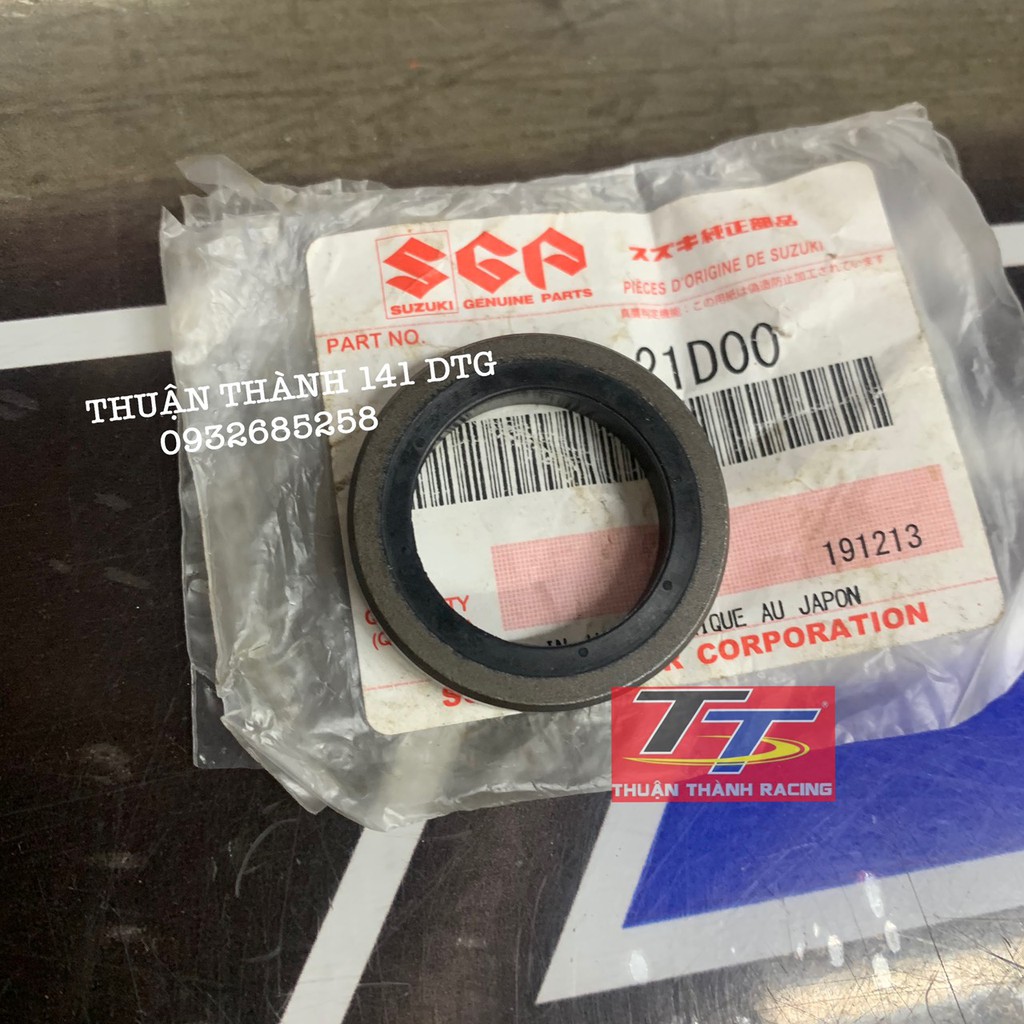 SGP
SUZUKI GENUINE PARTS
スズキ純正部品
PIÈCES D'ORIGINE DE SUZUKI
PART NO.
21D00
THUẬN THÀNH 141 DTG
0932685258
191213
AU JAPON
CORPORATION
TT
THUẬN THÀNH RACING